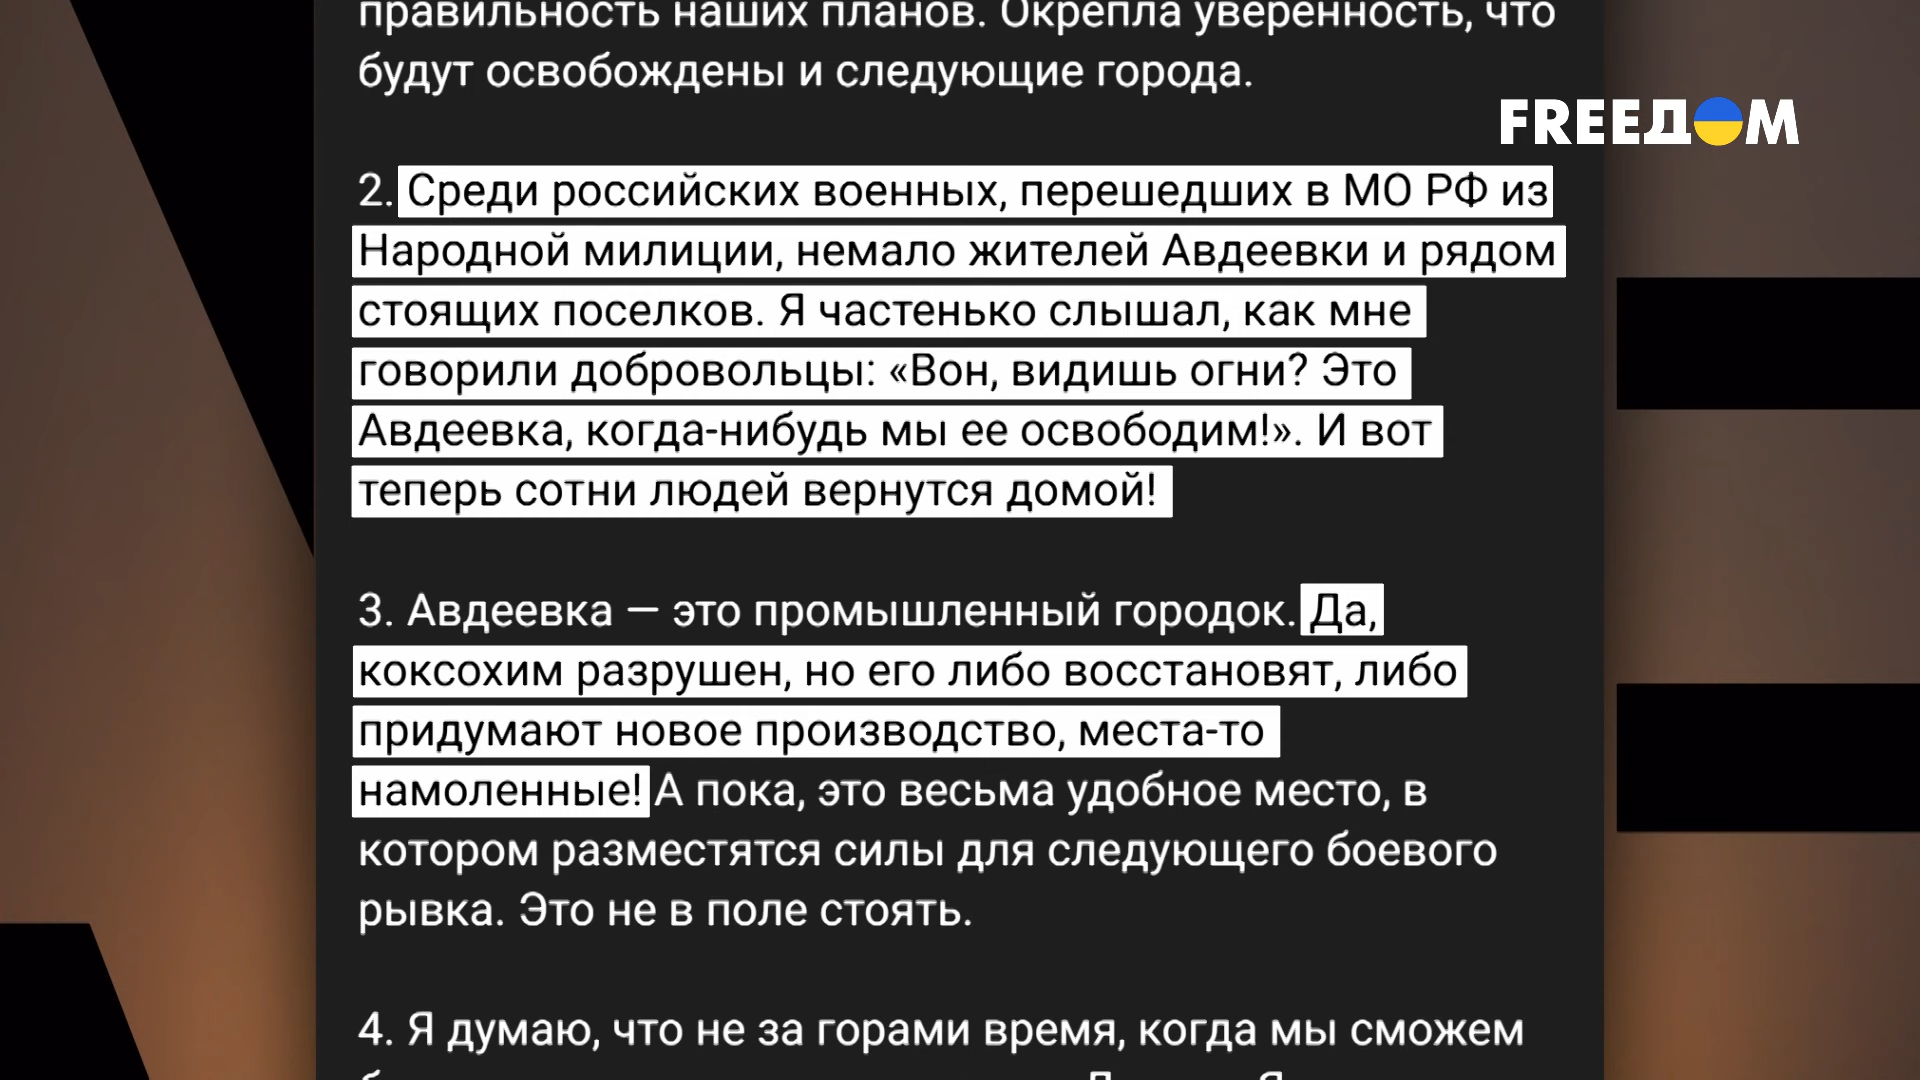 правильность наших планов. Окрепла уверенность, что
будут освобождены и следующие города.
FREEДОМ
2. Среди российских военных, перешедших в МО РФ из
Народной милиции, немало жителей Авдеевки и рядом
стоящих поселков. Я частенько слышал, как мне
говорили добровольцы: «Вон, видишь огни? Это
Авдеевка, когда-нибудь мы ее освободим!». И вот
теперь сотни людей вернутся домой!
3. Авдеевка — это промышленный городок. Да,
коксохим разрушен, но его либо восстановят, либо
придумают новое производство, места-то
намоленные! А пока, это весьма удобное место, в
котором разместятся силы для следующего боевого
рывка. Это не в поле стоять.
4. Я думаю, что не за горами время, когда мы сможем